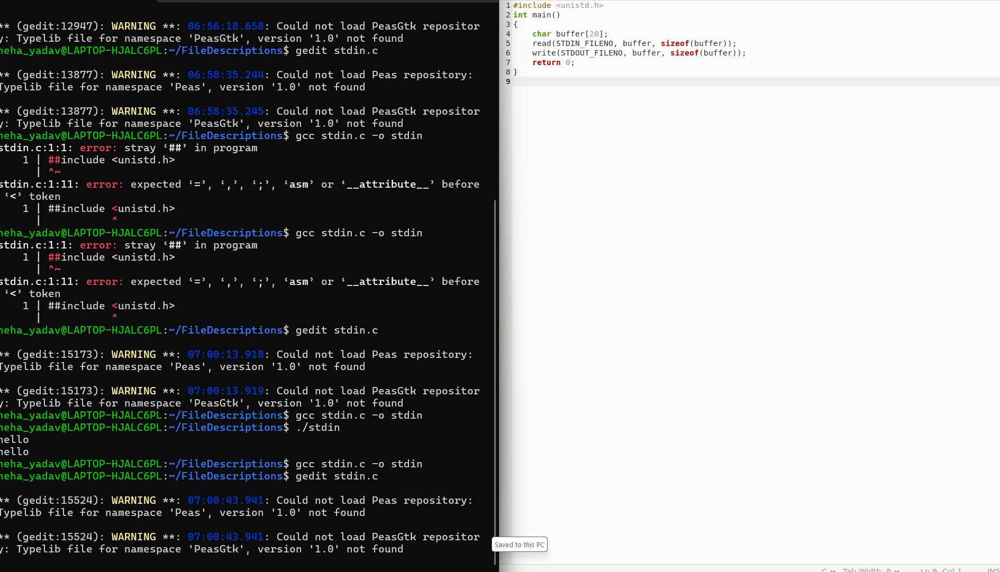 ** (gedit:12947): WARNING **: 06:56:18.658: Could not load PeasGtk repositor
y: Typelib file for namespace 'PeasGtk', version '1.0' not found
neha_yadav@LAPTOP-HJALC6PL:~/FileDescriptions$ gedit stdin.c
** (gedit:13877): WARNING **: 06:58:35.244: Could not load Peas repository:
Typelib file for namespace 'Peas', version '1.0' not found
** (gedit:13877): WARNING **: 06:58:35.245: Could not load PeasGtk repositor
y: Typelib file for namespace 'PeasGtk', version '1.0' not found
neha_yadav@LAPTOP-HJALC6PL:~/FileDescriptions$ gcc stdin.c -o stdin
stdin.c:1:1: error: stray ‘##’ in program
1 | ##include <unistd.h>
| ^~
stdin.c:1:11: error: expected ‘=’, ‘,’, ‘;’, ‘asm’ or ‘__attribute__’ before
‘<’ token
1 | ##include <unistd.h>
| ^
neha_yadav@LAPTOP-HJALC6PL:~/FileDescriptions$ gcc stdin.c -o stdin
stdin.c:1:1: error: stray ‘##’ in program
1 | ##include <unistd.h>
| ^~
stdin.c:1:11: error: expected ‘=’, ‘,’, ‘;’, ‘asm’ or ‘__attribute__’ before
‘<’ token
1 | ##include <unistd.h>
| ^
neha_yadav@LAPTOP-HJALC6PL:~/FileDescriptions$ gedit stdin.c
** (gedit:15173): WARNING **: 07:00:13.918: Could not load Peas repository:
Typelib file for namespace 'Peas', version '1.0' not found
** (gedit:15173): WARNING **: 07:00:13.919: Could not load PeasGtk repositor
y: Typelib file for namespace 'PeasGtk', version '1.0' not found
neha_yadav@LAPTOP-HJALC6PL:~/FileDescriptions$ gcc stdin.c -o stdin
neha_yadav@LAPTOP-HJALC6PL:~/FileDescriptions$ ./stdin
hello
hello
neha_yadav@LAPTOP-HJALC6PL:~/FileDescriptions$ gcc stdin.c -o stdin
neha_yadav@LAPTOP-HJALC6PL:~/FileDescriptions$ gedit stdin.c
** (gedit:15524): WARNING **: 07:00:43.941: Could not load Peas repository:
Typelib file for namespace 'Peas', version '1.0' not found
** (gedit:15524): WARNING **: 07:00:43.941: Could not load PeasGtk repositor
y: Typelib file for namespace 'PeasGtk', version '1.0' not found
1 #include <unistd.h>
2 int main()
3 {
4 char buffer[20];
5 read(STDIN_FILENO, buffer, sizeof(buffer));
6 write(STDOUT_FILENO, buffer, sizeof(buffer));
7 return 0;
8 }
9
Saved to this PC
C Tab Width: 8 Ln 9, Col 1 INS